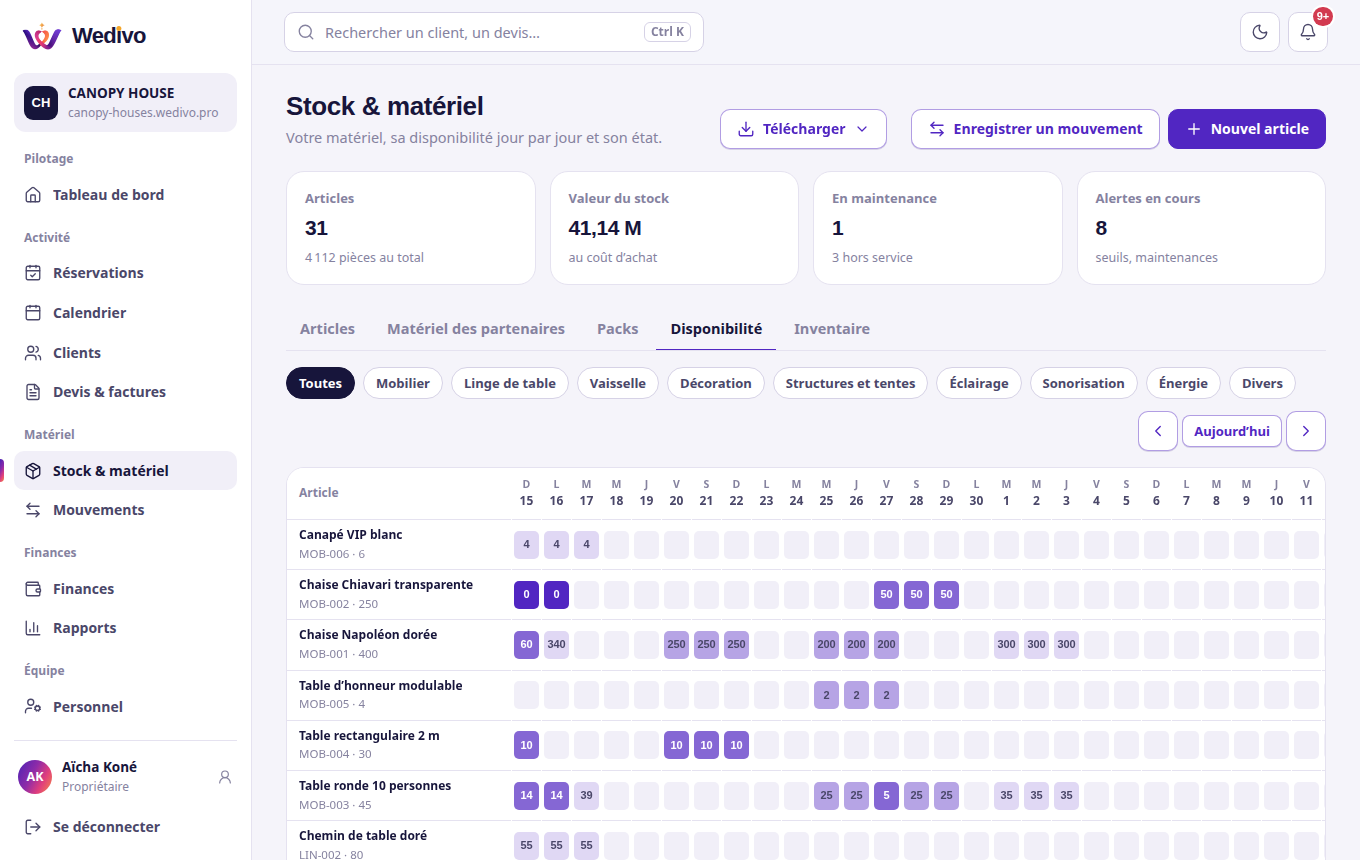 Wedivo
Rechercher un client, un devis…
Ctrl K
9+
CH
CANOPY HOUSE
canopy-houses.wedivo.pro
Pilotage
Tableau de bord
Activité
Réservations
Calendrier
Clients
Devis & factures
Matériel
Stock & matériel
Mouvements
Finances
Finances
Rapports
Équipe
Personnel
AK
Aïcha Koné
Propriétaire
Se déconnecter
Stock & matériel
Votre matériel, sa disponibilité jour par jour et son état.
Télécharger
Enregistrer un mouvement
Nouvel article
Articles
31
4 112 pièces au total
Valeur du stock
41,14 M
au coût d’achat
En maintenance
1
3 hors service
Alertes en cours
8
seuils, maintenances
Articles Matériel des partenaires Packs Disponibilité Inventaire
Toutes Mobilier Linge de table Vaisselle Décoration Structures et tentes Éclairage Sonorisation Énergie Divers
Aujourd’hui
Article
D L M M J V S D L M M J V S D L M M J V S D L M M J V
15 16 17 18 19 20 21 22 23 24 25 26 27 28 29 30 1 2 3 4 5 6 7 8 9 10 11
Canapé VIP blanc
MOB-006 · 6
4 4 4
Chaise Chiavari transparente
MOB-002 · 250
0 0 50 50 50
Chaise Napoléon dorée
MOB-001 · 400
60 340 250 250 250 200 200 200 300 300 300
Table d’honneur modulable
MOB-005 · 4
2 2 2
Table rectangulaire 2 m
MOB-004 · 30
10 10 10 10
Table ronde 10 personnes
MOB-003 · 45
14 14 39 25 25 5 25 25 35 35 35
Chemin de table doré
LIN-002 · 80
55 55 55